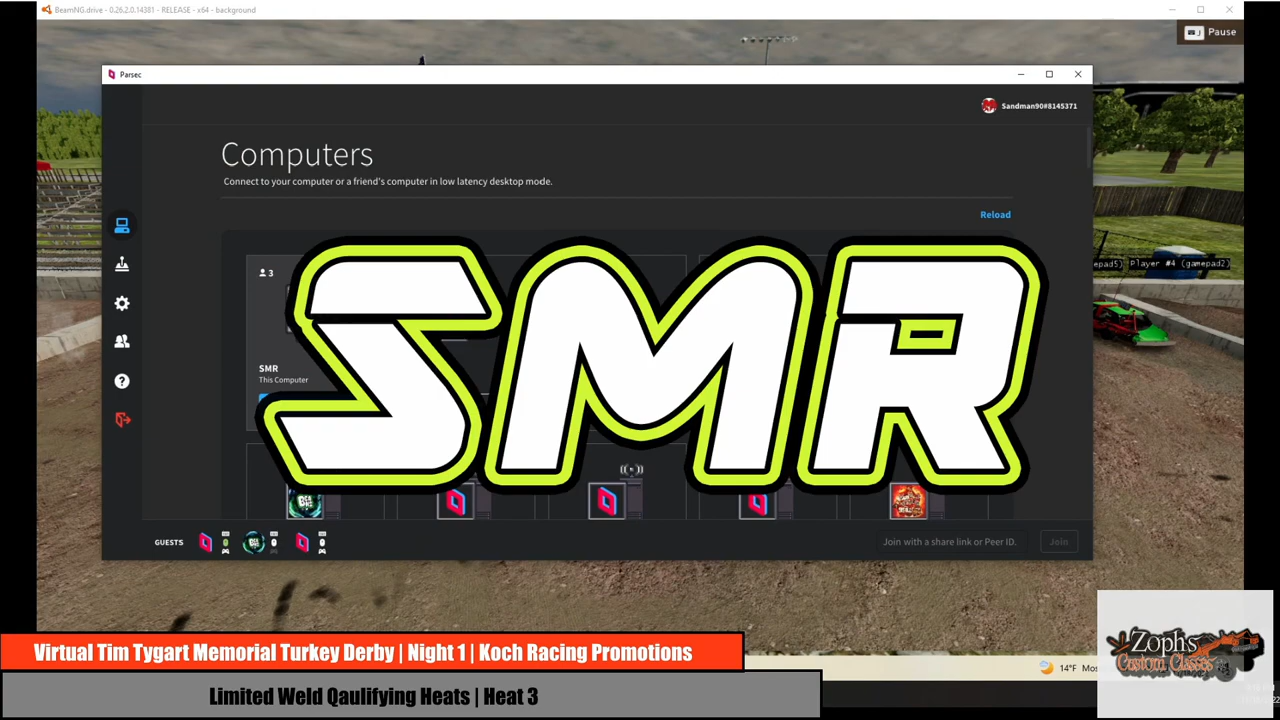 BeamNG.drive - 0.26.2.0.14381 - RELEASE - x64 - background
J Pause
Parsec
Sandman90#8145371
Computers
Connect to your computer or a friend's computer in low latency desktop mode.
Reload
3
Player #4 (gamepad2)
SMR
SMR
This Computer
GUESTS
Join with a share link or Peer ID.
Join
Virtual Tim Tygart Memorial Turkey Derby | Night 1 | Koch Racing Promotions
Zoph's
Custom Classes
14°F
Limited Weld Qaulifying Heats | Heat 3